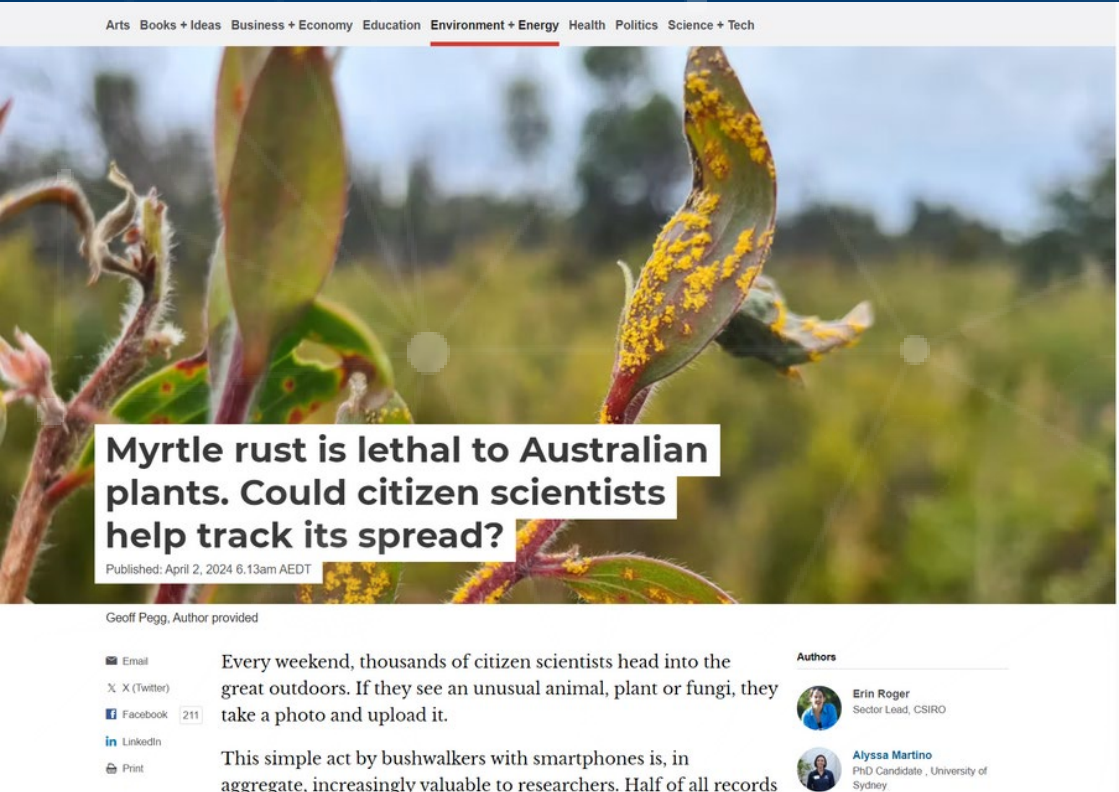 Arts Books + Ideas Business + Economy Education Environment + Energy Health Politics Science + Tech
Myrtle rust is lethal to Australian
plants. Could citizen scientists
help track its spread?
Published: April 2, 2024 6.13am AEDT
Geoff Pegg, Author provided
Email
X (Twitter)
Facebook 211
LinkedIn
Print
Every weekend, thousands of citizen scientists head into the
great outdoors. If they see an unusual animal, plant or fungi, they
take a photo and upload it.
This simple act by bushwalkers with smartphones is, in
aggregate, increasingly valuable to researchers. Half of all records
Authors
Erin Roger
Sector Lead, CSIRO
Alyssa Martino
PhD Candidate , University of
Sydney